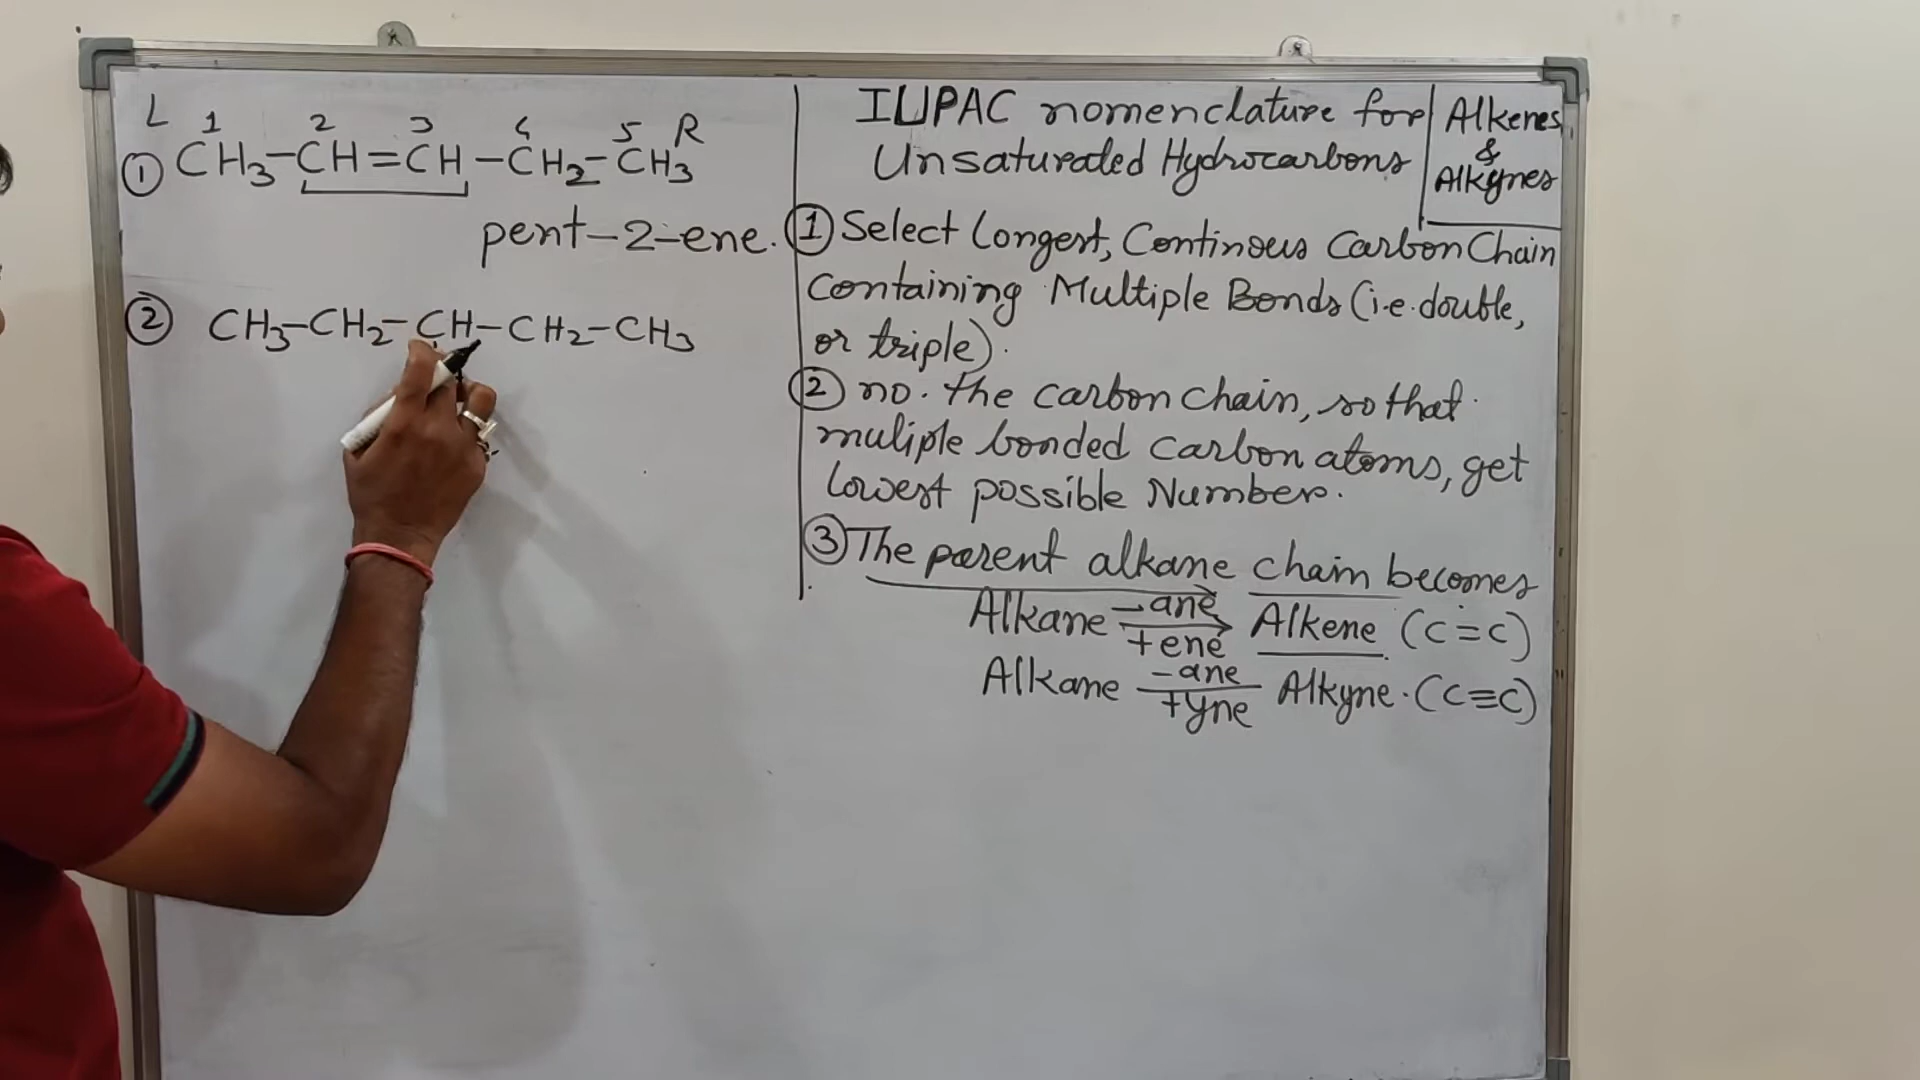 L 1 2 3 4 5 R
① CH3-CH=CH-CH2-CH3
pent-2-ene.
② CH3-CH2-CH-CH2-CH3
IUPAC nomenclature for
Unsaturaded Hydrocarbons
Alkenes
&
Alkynes
① Select Longest, Continous Carbon Chain
containing Multiple Bonds (i.e. double,
or triple).
② no. the carbon chain, so that
muliple bonded carbon atoms, get
lowest possible Number.
③ The parent alkane chain becomes
Alkane -ane Alkene (C=C)
+ene
Alkane -ane Alkyne. (C≡C)
+yne